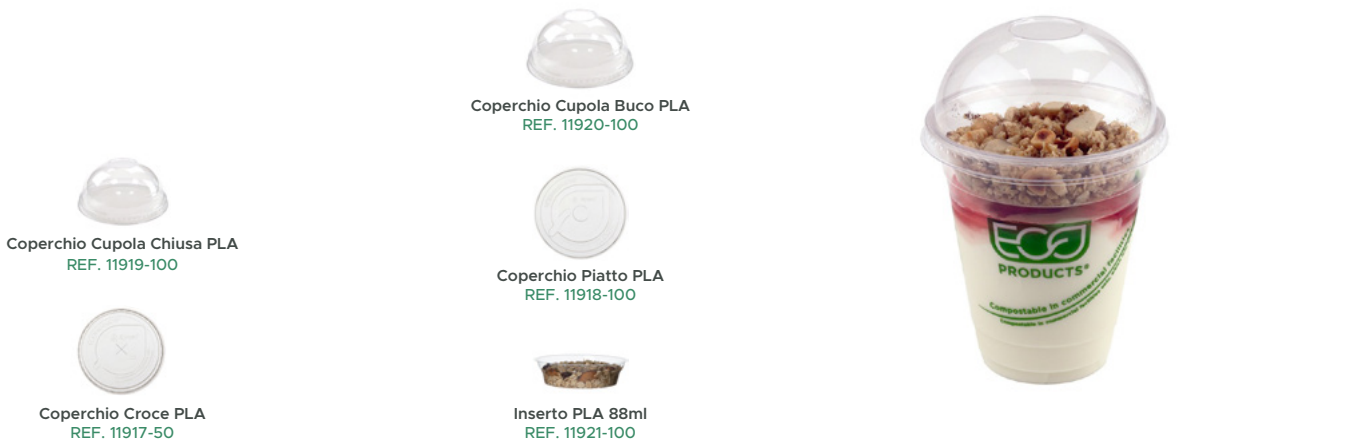 Coperchio Cupola Buco PLA
REF. 11920-100
Coperchio Cupola Chiusa PLA
REF. 11919-100
Coperchio Piatto PLA
REF. 11918-100
Coperchio Croce PLA
REF. 11917-50
Inserto PLA 88ml
REF. 11921-100
ECO
PRODUCTS®
Compostable in commercial facilities